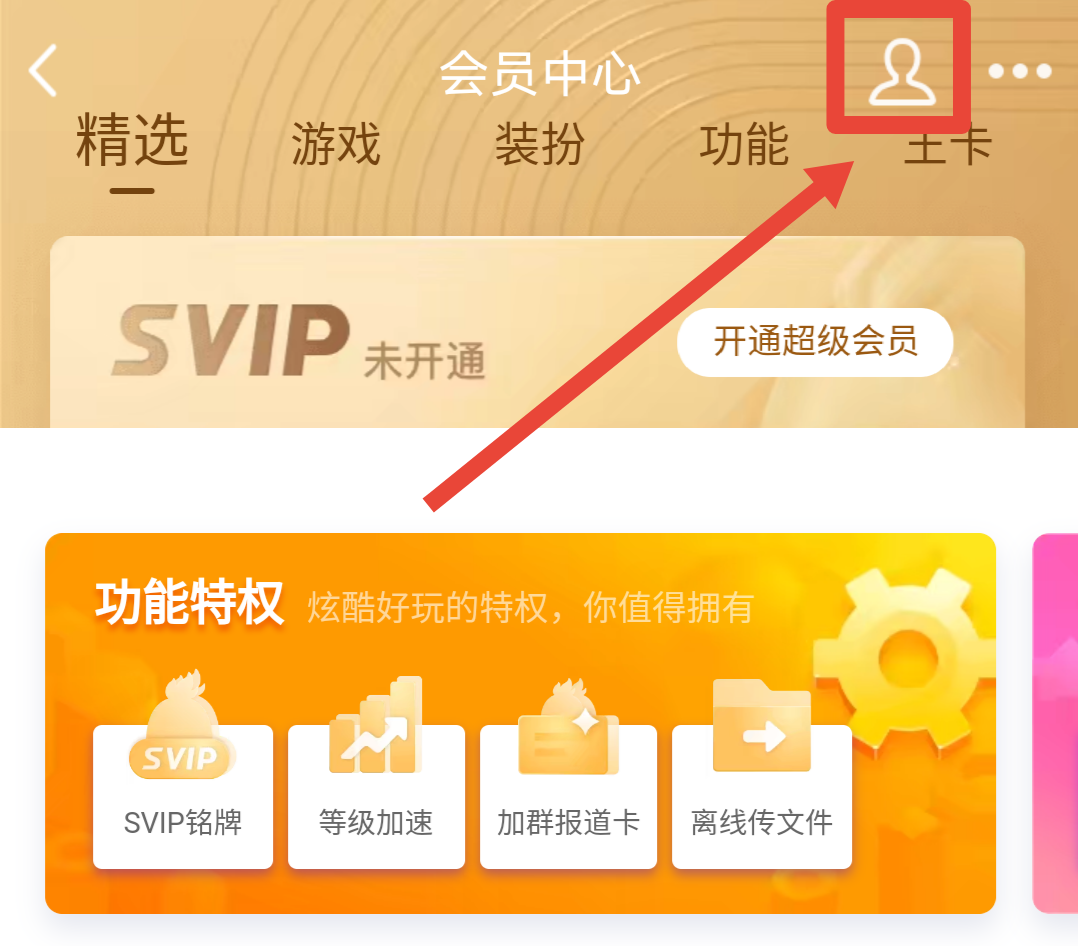 会员中心
精选 游戏 装扮 功能 王卡
SVIP 未开通 开通超级会员
功能特权 炫酷好玩的特权，你值得拥有
SVIP
SVIP铭牌 等级加速 加群报道卡 离线传文件